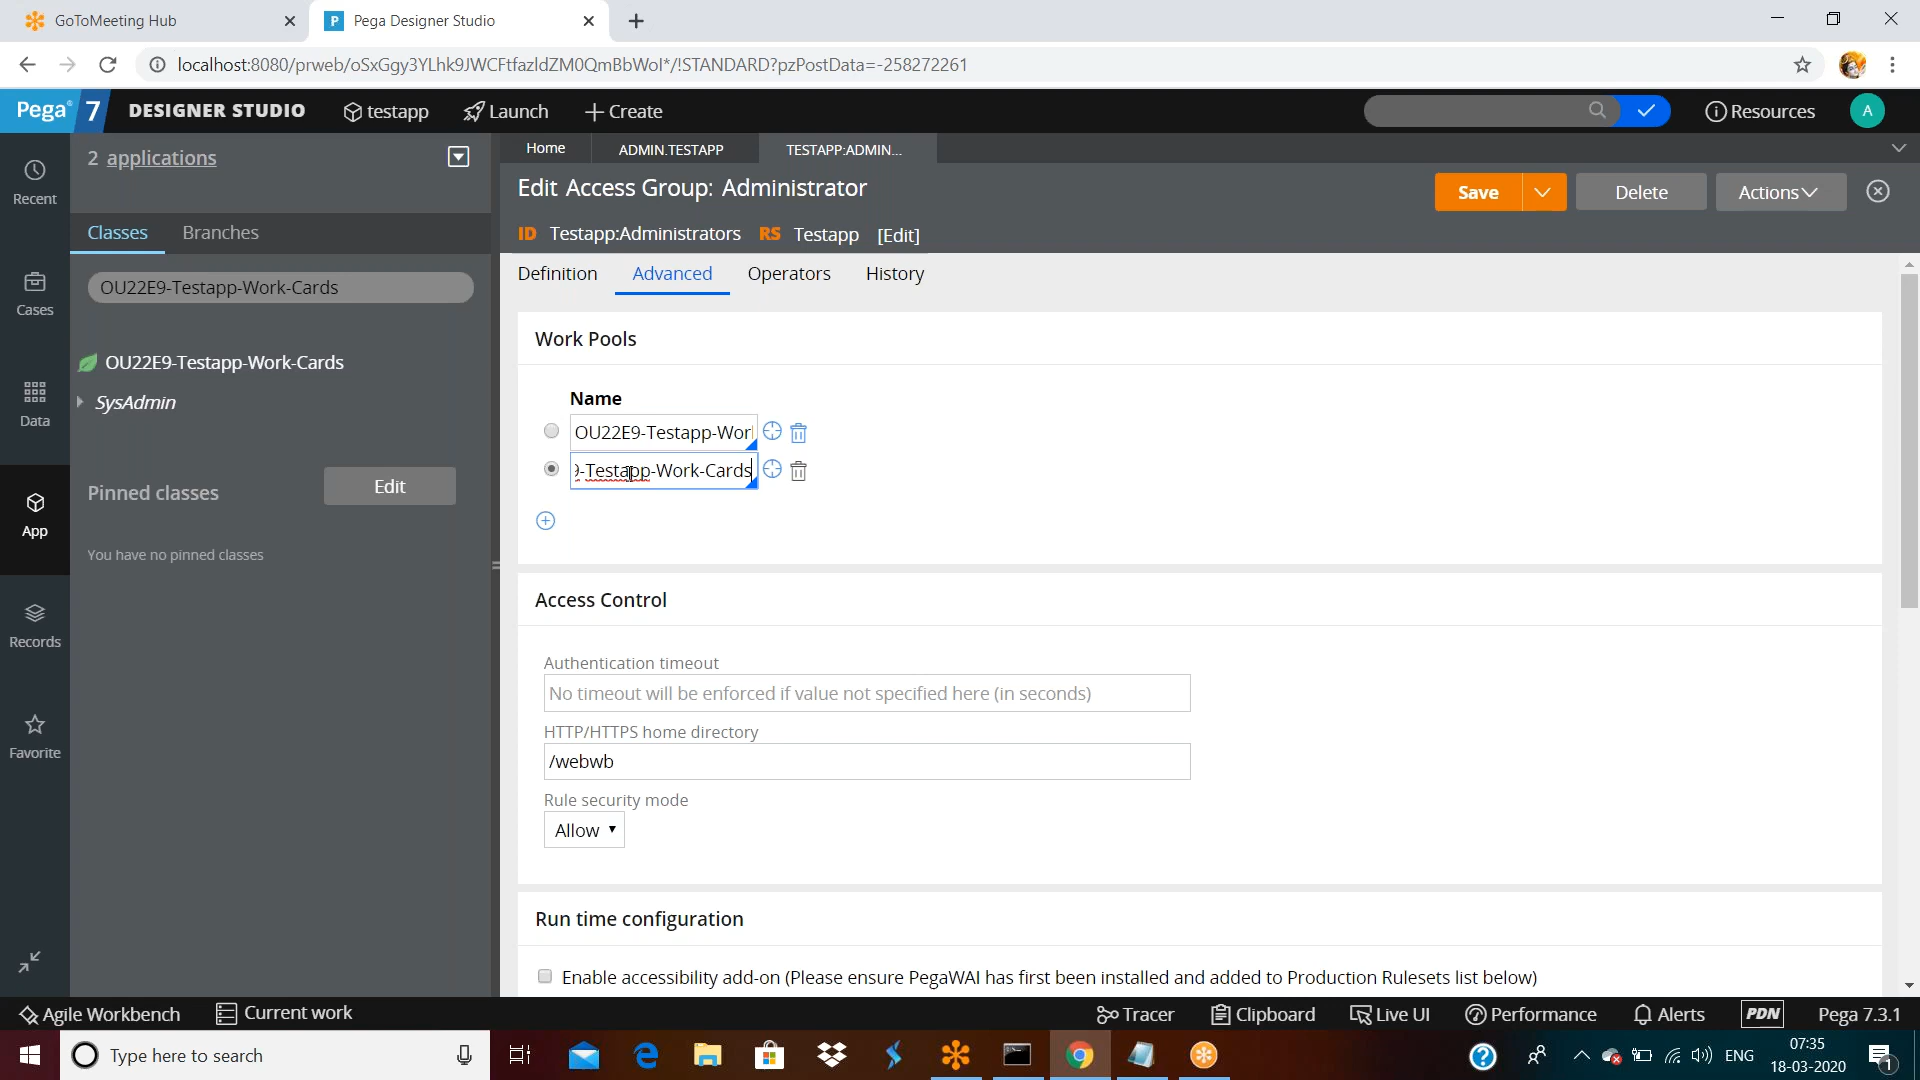 GoToMeeting Hub
Pega Designer Studio
localhost:8080/prweb/oSxGgy3YLhk9JWCFtfazldZM0QmBbWoI*/!STANDARD?pzPostData=-258272261
Pega 7 DESIGNER STUDIO testapp Launch Create
Resources
A
2 applications
Home
ADMIN.TESTAPP
TESTAPP:ADMIN...
Edit Access Group: Administrator
Save
Delete
Actions
ID Testapp:Administrators RS Testapp [Edit]
Recent
Cases
Data
App
Records
Favorite
Classes
Branches
OU22E9-Testapp-Work-Cards
OU22E9-Testapp-Work-Cards
SysAdmin
Pinned classes
Edit
You have no pinned classes
Definition
Advanced
Operators
History
Work Pools
Name
OU22E9-Testapp-Wor
9-Testapp-Work-Cards
Access Control
Authentication timeout
No timeout will be enforced if value not specified here (in seconds)
HTTP/HTTPS home directory
/webwb
Rule security mode
Allow
Run time configuration
Enable accessibility add-on (Please ensure PegaWAI has first been installed and added to Production Rulesets list below)
Agile Workbench
Current work
Tracer
Clipboard
Live UI
Performance
Alerts
PDN
Pega 7.3.1
Type here to search
ENG
07:35
18-03-2020
1